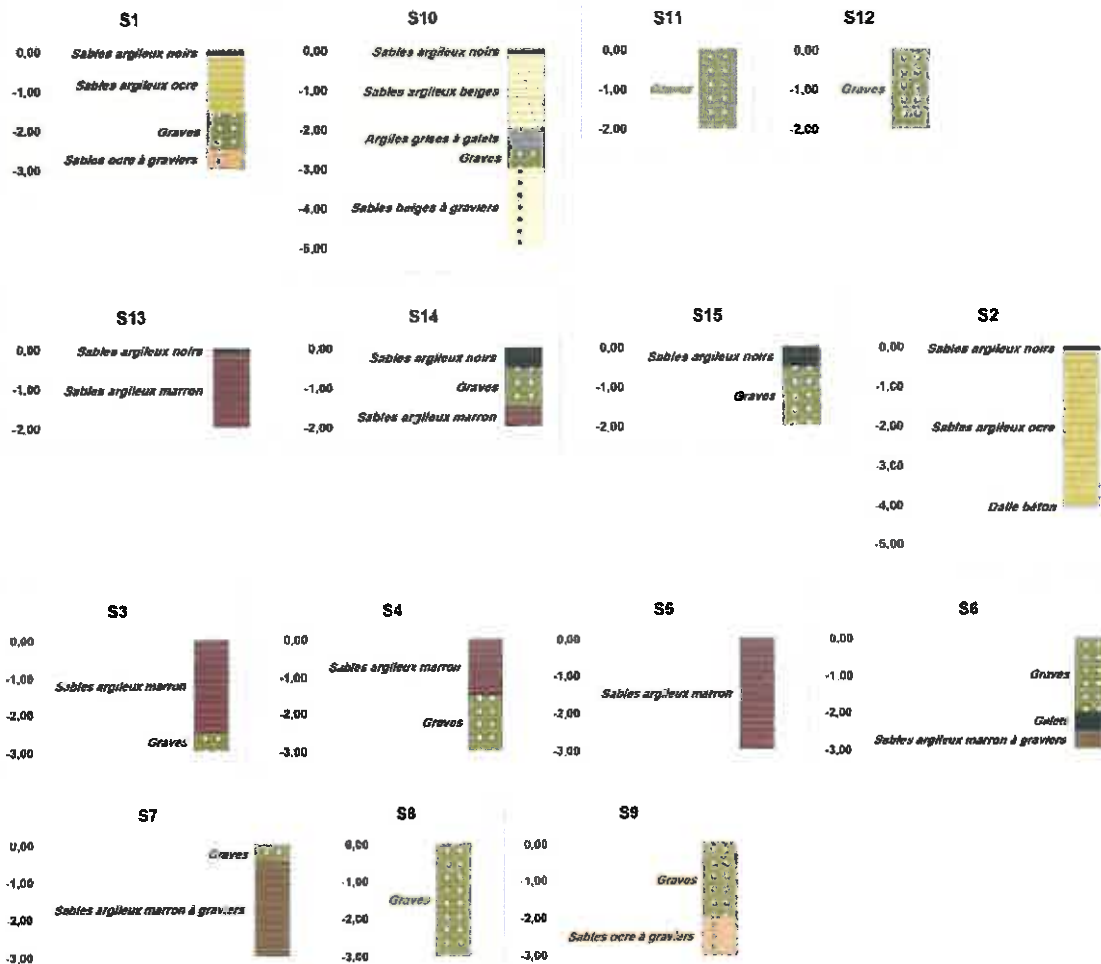 S1
0,00 Sables argileux noirs
Sables argileux ocre
-1,00
-2,00 Graves
Sables ocre à graviers
-3,00
S10
0,00 Sables argileux noirs
-1,00 Sables argileux beiges
-2,00
Argiles grises à galets
Graves
-3,00
-4,00 Sables beiges à graviers
-5,00
S11
0,00
-1,00 Graves
-2,00
S12
0,00
-1,00 Graves
-2,00
S13
0,00 Sables argileux noirs
-1,00 Sables argileux marron
-2,00
S14
0,00
Sables argileux noirs
-1,00 Graves
Sables argileux marron
-2,00
S15
0,00
Sables argileux noirs
-1,00 Graves
-2,00
S2
0,00 Sables argileux noirs
-1,00
-2,00 Sables argileux ocre
-3,00
-4,00 Dalle béton
-5,00
S3
0,00
-1,00 Sables argileux marron
-2,00
Graves
-3,00
S4
0,00
Sables argileux marron
-1,00
-2,00 Graves
-3,00
S5
0,00
-1,00
Sables argileux marron
-2,00
-3,00
S6
0,00
-1,00 Graves
-2,00
Galets
Sables argileux marron à graviers
-3,00
S7
0,00
Graves
-1,00
-2,00 Sables argileux marron à graviers
-3,00
S8
0,00
-1,00
Graves
-2,00
-3,00
S9
0,00
-1,00 Graves
-2,00
Sables ocre à graviers
-3,00